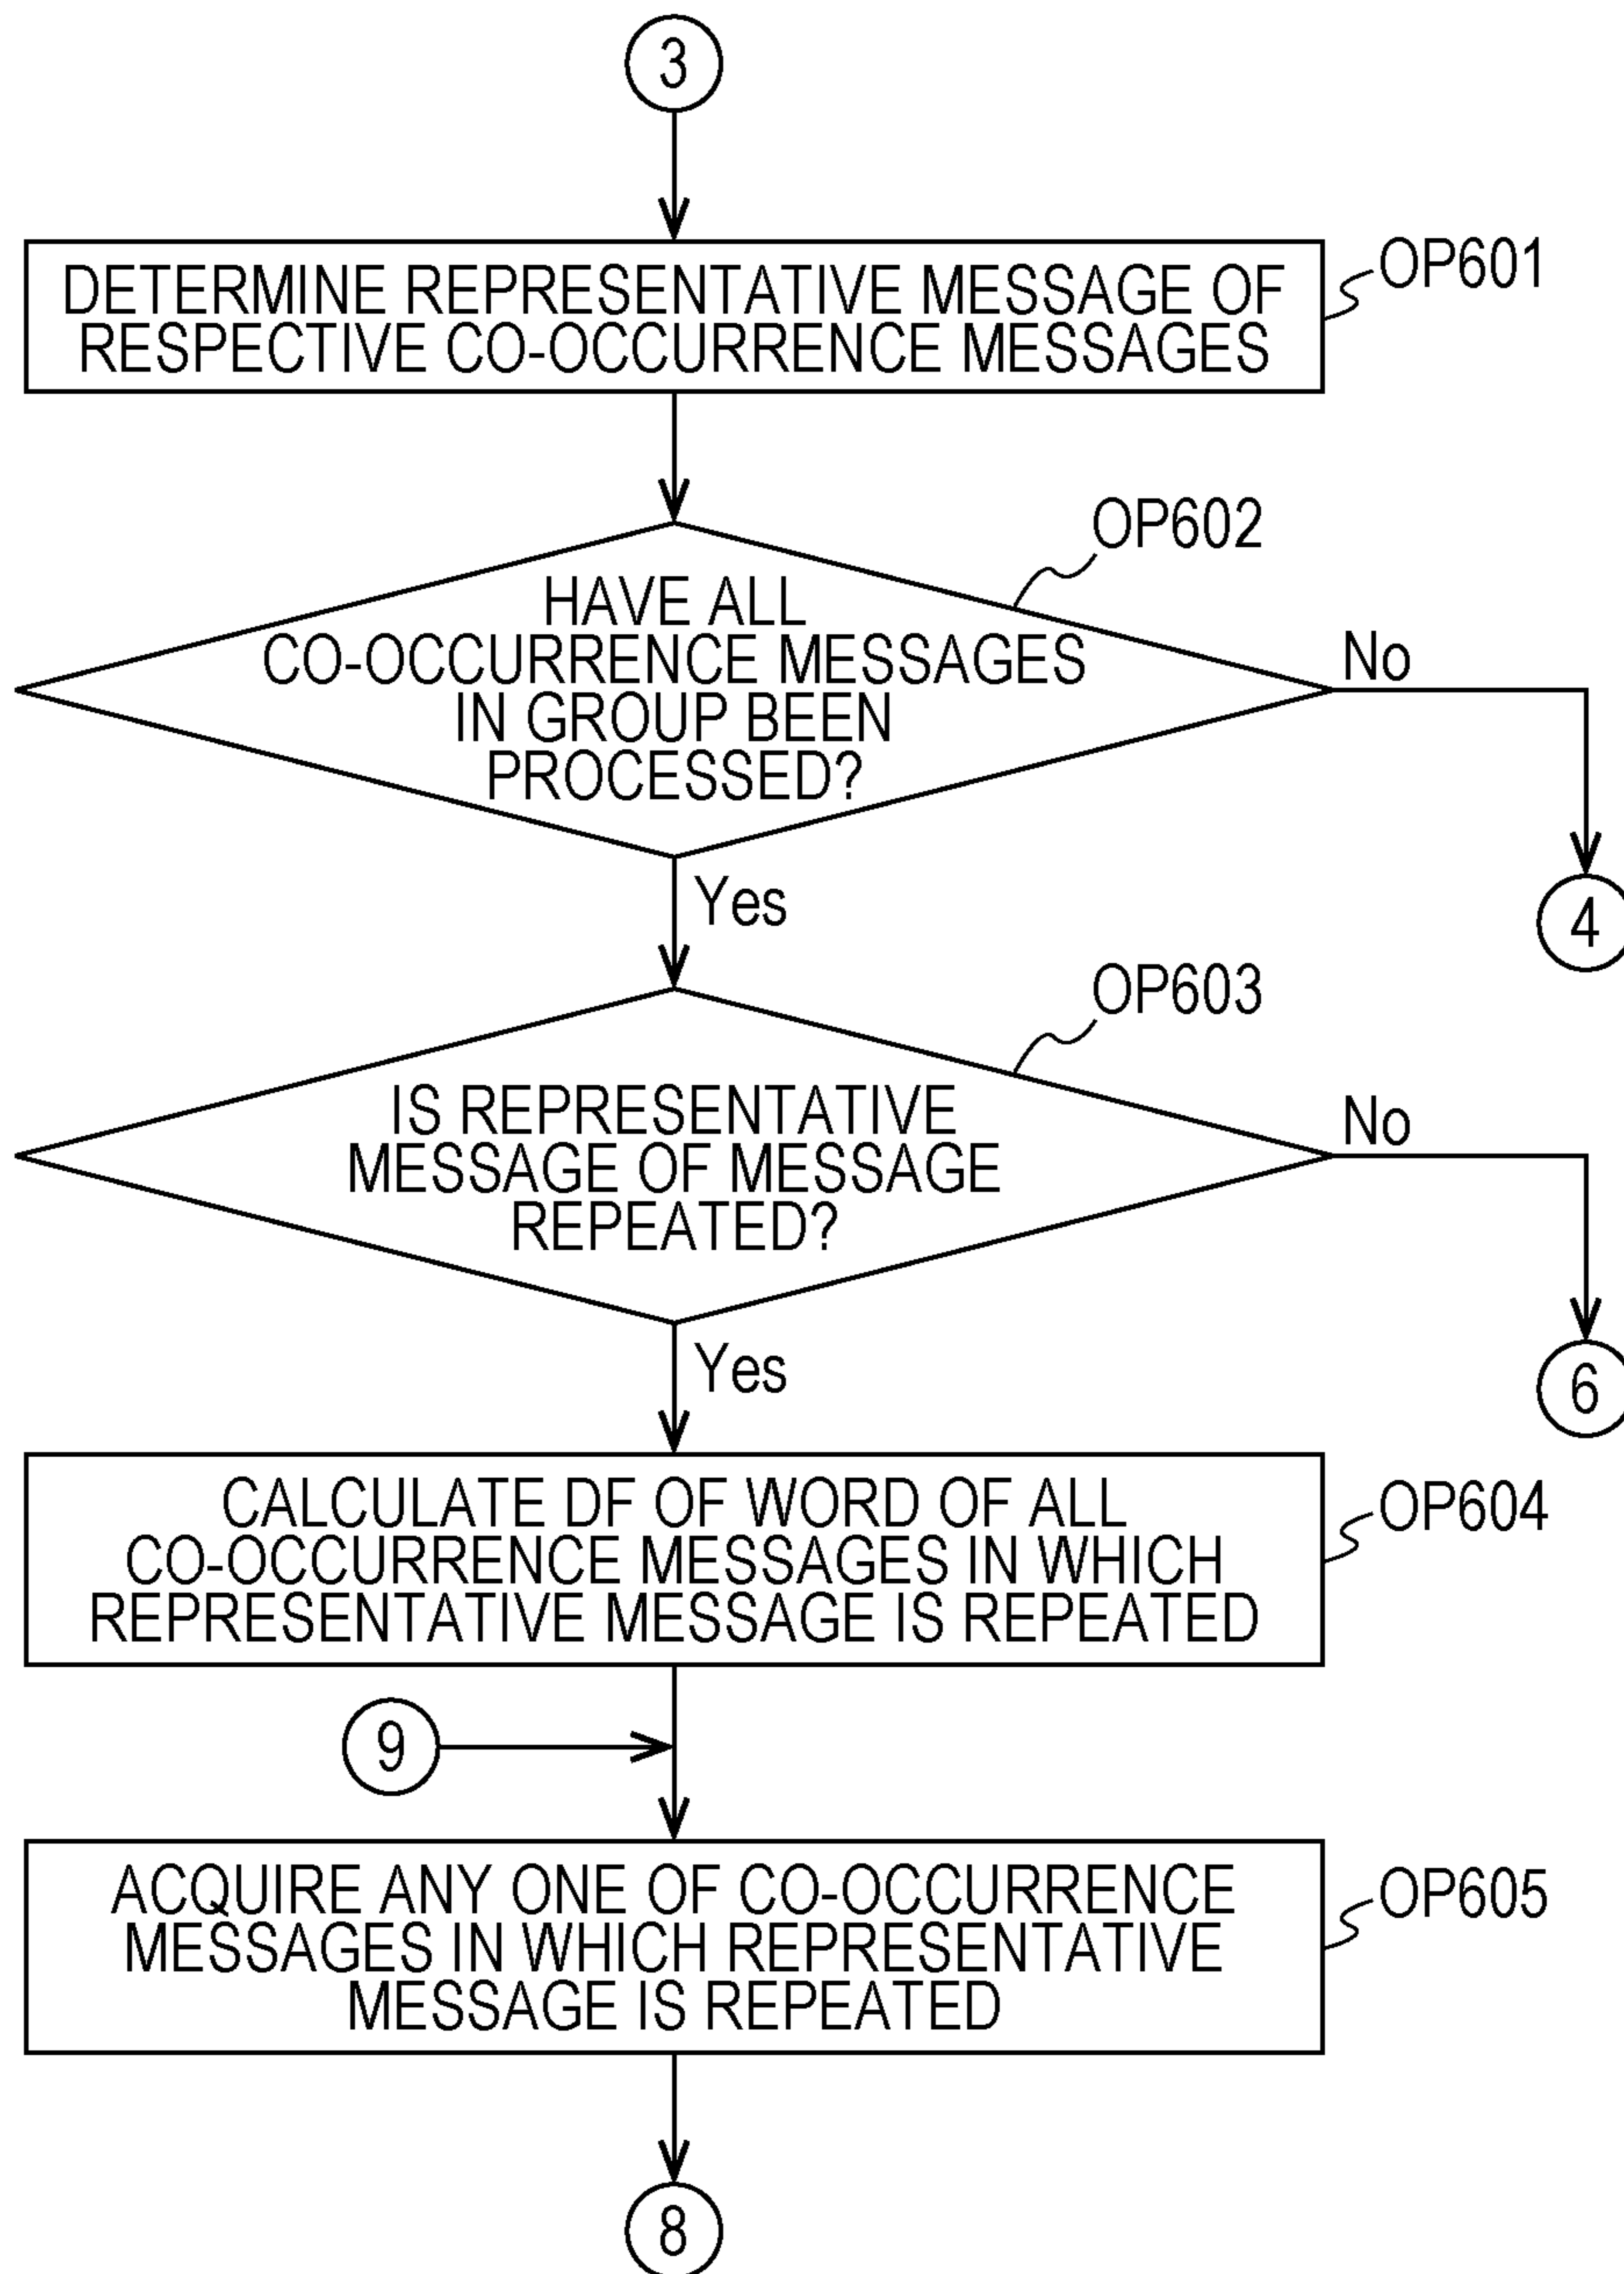 3
DETERMINE REPRESENTATIVE MESSAGE OF
RESPECTIVE CO-OCCURRENCE MESSAGES
OP601
OP602
HAVE ALL
CO-OCCURRENCE MESSAGES
IN GROUP BEEN
PROCESSED?
No
Yes
4
OP603
IS REPRESENTATIVE
MESSAGE OF MESSAGE
REPEATED?
No
Yes
6
CALCULATE DF OF WORD OF ALL
CO-OCCURRENCE MESSAGES IN WHICH
REPRESENTATIVE MESSAGE IS REPEATED
OP604
9
ACQUIRE ANY ONE OF CO-OCCURRENCE
MESSAGES IN WHICH REPRESENTATIVE
MESSAGE IS REPEATED
OP605
8